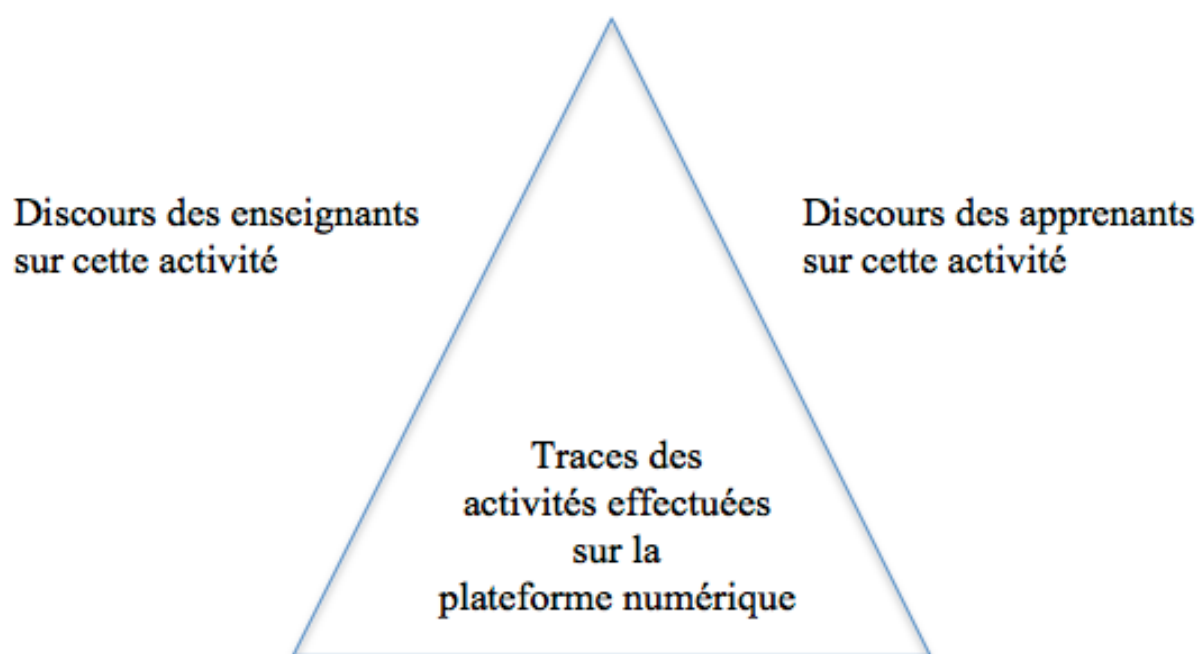 Discours des enseignants
sur cette activité
Discours des apprenants
sur cette activité
Traces des
activités effectuées
sur la
plateforme numérique